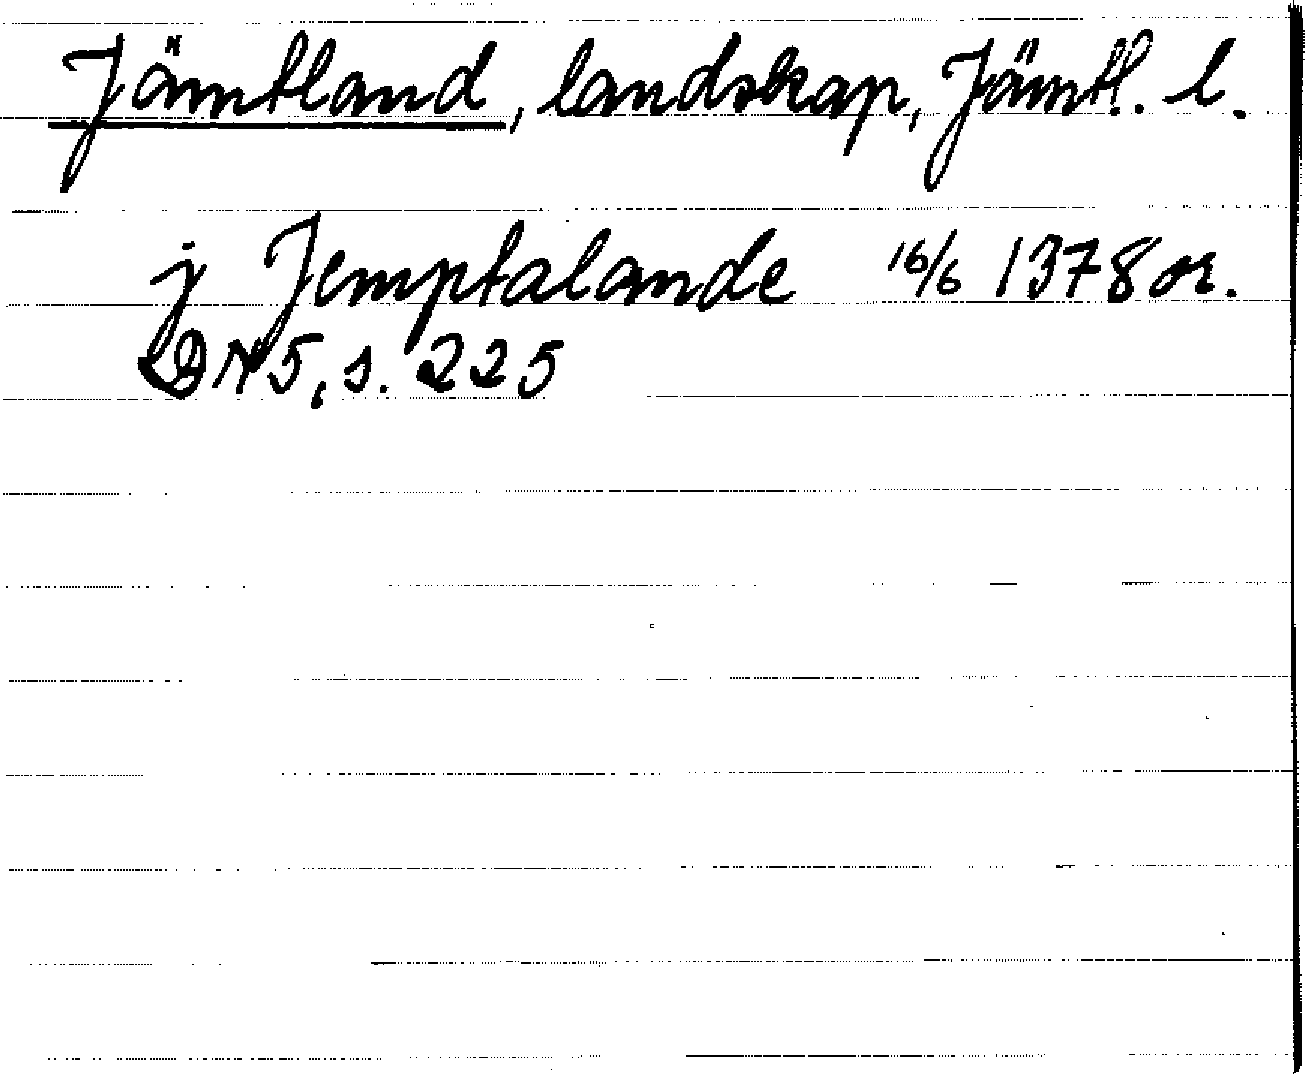 Jämtland, landskap, Jämtl. l.
j Jemptalande 16/6 1378 or.
DN 5, s. 225